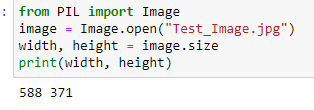 : from PIL import Image
image = Image.open("Test_Image.jpg")
width, height = image.size
print(width, height)
588 371